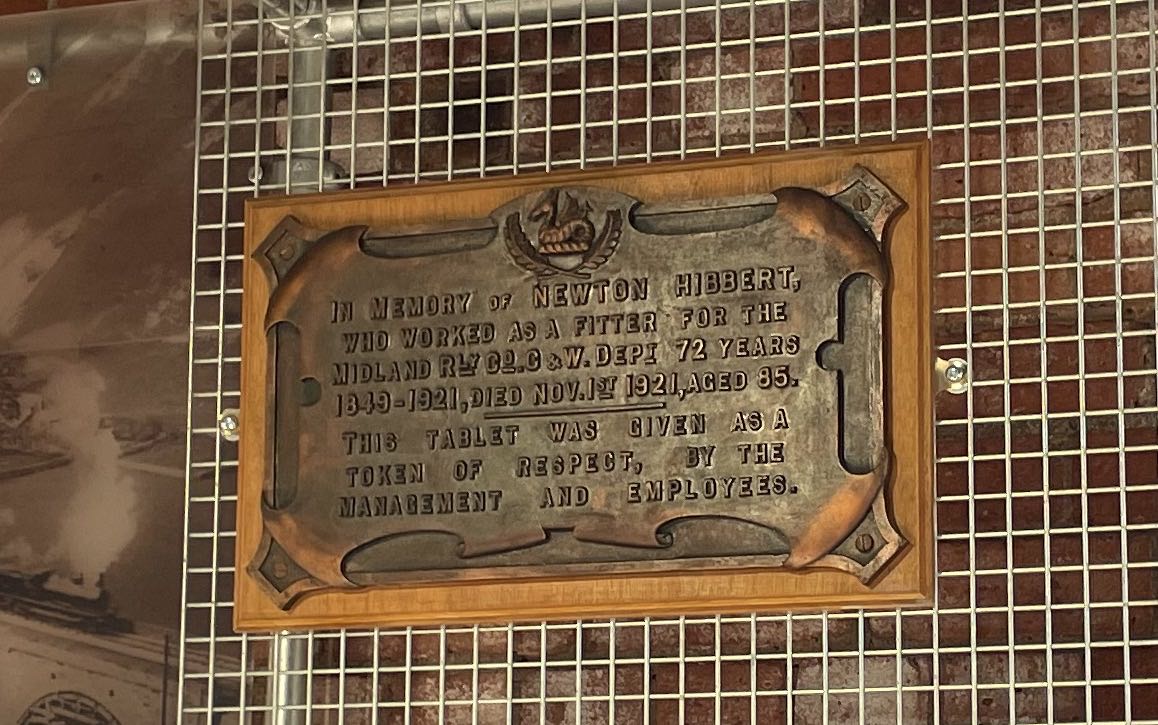 IN MEMORY OF NEWTON HIBBERT,
WHO WORKED AS A FITTER FOR THE
MIDLAND RLY CO. C & W. DEPT 72 YEARS
1849-1921, DIED NOV. 1ST 1921, AGED 85.
THIS TABLET WAS GIVEN AS A
TOKEN OF RESPECT, BY THE
MANAGEMENT AND EMPLOYEES.